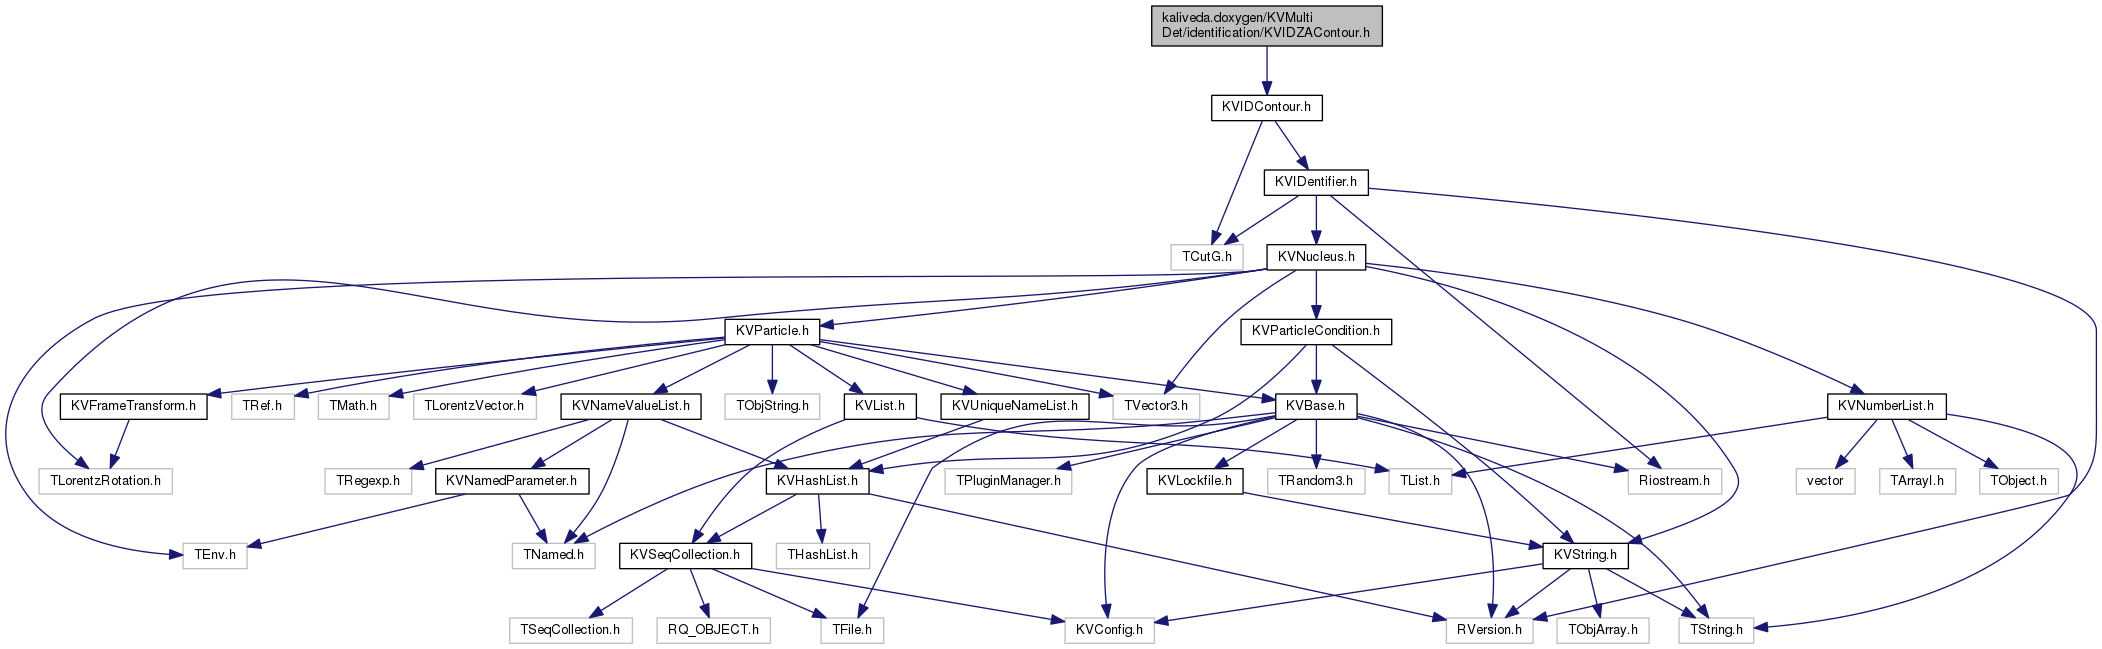 kaliveda.doxygen/KVMulti
Det/identification/KVIDZAContour.h
KVIDContour.h
KVIDentifier.h
TCutG.h
KVNucleus.h
KVParticle.h
KVParticleCondition.h
KVFrameTransform.h
TRef.h
TMath.h
TLorentzVector.h
KVNameValueList.h
TObjString.h
KVList.h
KVUniqueNameList.h
TVector3.h
KVBase.h
KVNumberList.h
TLorentzRotation.h
TRegexp.h
KVNamedParameter.h
KVHashList.h
TPluginManager.h
KVLockfile.h
TRandom3.h
TList.h
Riostream.h
vector
TArrayI.h
TObject.h
TEnv.h
TNamed.h
KVSeqCollection.h
THashList.h
KVString.h
TSeqCollection.h
RQ_OBJECT.h
TFile.h
KVConfig.h
RVersion.h
TObjArray.h
TString.h